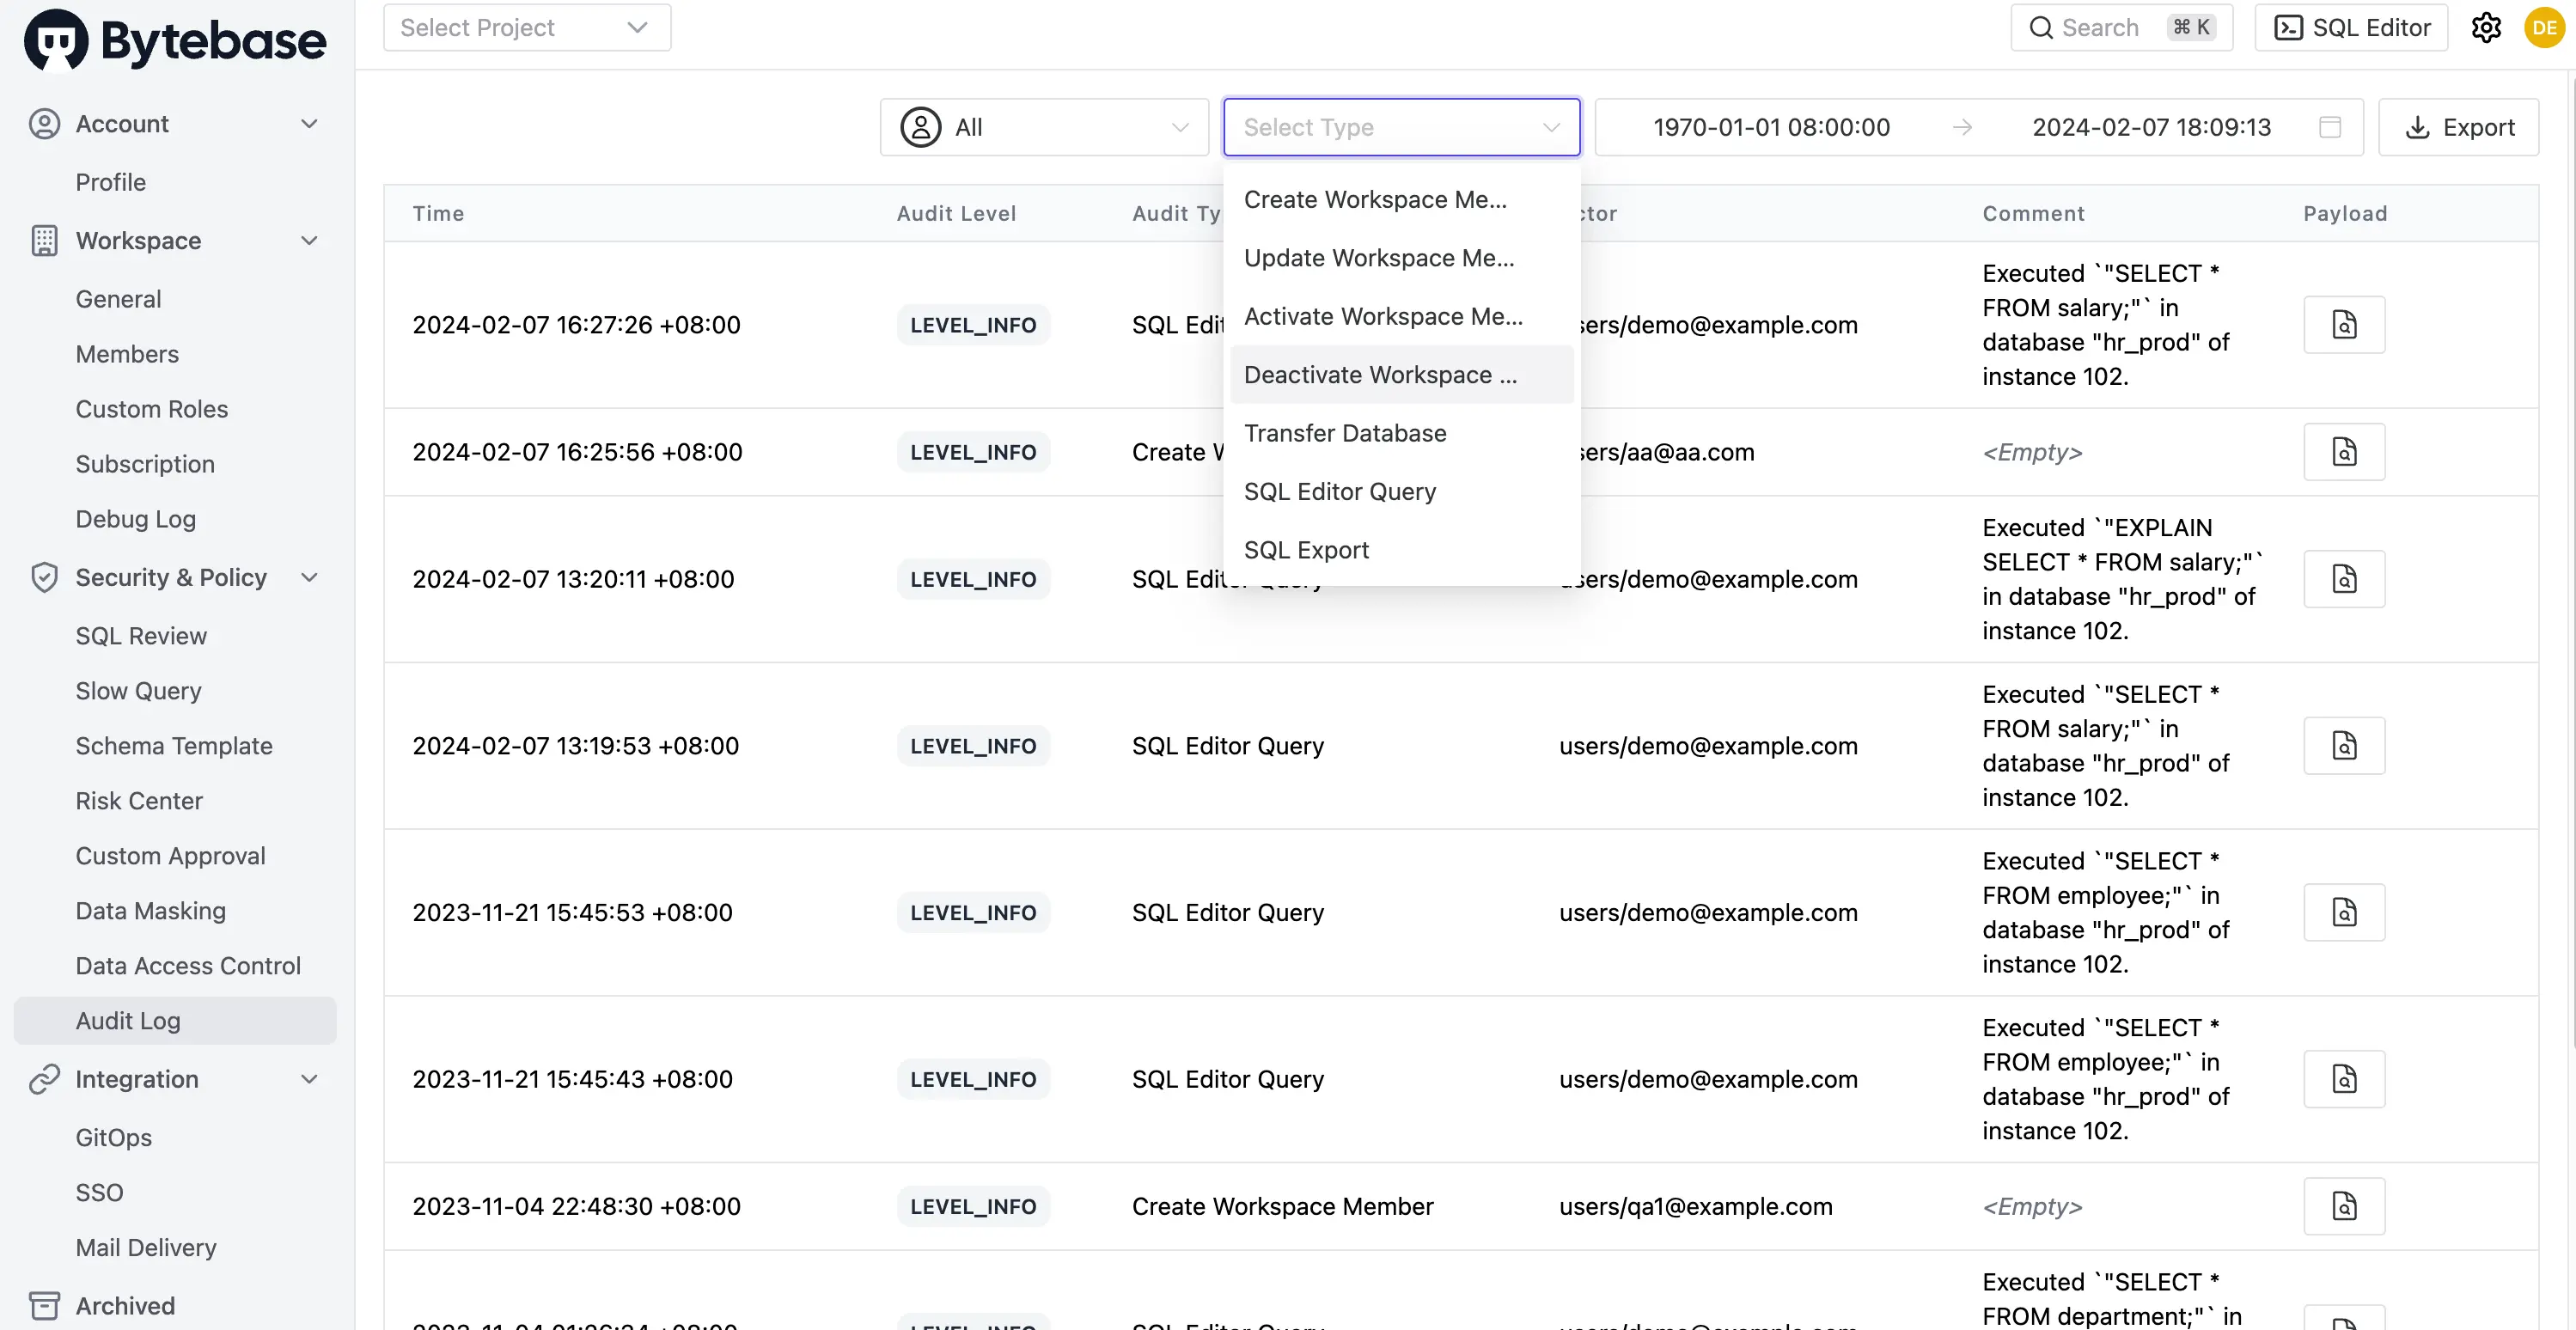 Bytebase
Select Project
Search ⌘ K
SQL Editor
DE
Account
Profile
Workspace
General
Members
Custom Roles
Subscription
Debug Log
Security & Policy
SQL Review
Slow Query
Schema Template
Risk Center
Custom Approval
Data Masking
Data Access Control
Audit Log
Integration
GitOps
SSO
Mail Delivery
Archived
All
Select Type
1970-01-01 08:00:00 → 2024-02-07 18:09:13
Export
Create Workspace Me...
Update Workspace Me...
Activate Workspace Me...
Deactivate Workspace ...
Transfer Database
SQL Editor Query
SQL Export
Time Audit Level Audit Ty ctor Comment Payload
2024-02-07 16:27:26 +08:00 LEVEL_INFO SQL Edit sers/demo@example.com
Executed `"SELECT *
FROM salary;"` in
database "hr_prod" of
instance 102.
2024-02-07 16:25:56 +08:00 LEVEL_INFO Create W sers/aa@aa.com <Empty>
2024-02-07 13:20:11 +08:00 LEVEL_INFO SQL Editor Query users/demo@example.com
Executed `"EXPLAIN
SELECT * FROM salary;"`
in database "hr_prod" of
instance 102.
2024-02-07 13:19:53 +08:00 LEVEL_INFO SQL Editor Query users/demo@example.com
Executed `"SELECT *
FROM salary;"` in
database "hr_prod" of
instance 102.
2023-11-21 15:45:53 +08:00 LEVEL_INFO SQL Editor Query users/demo@example.com
Executed `"SELECT *
FROM employee;"` in
database "hr_prod" of
instance 102.
2023-11-21 15:45:43 +08:00 LEVEL_INFO SQL Editor Query users/demo@example.com
Executed `"SELECT *
FROM employee;"` in
database "hr_prod" of
instance 102.
2023-11-04 22:48:30 +08:00 LEVEL_INFO Create Workspace Member users/qa1@example.com <Empty>
LEVEL_INFO SQL Editor Query users/demo@example.com
Executed `"SELECT *
FROM department;"` in